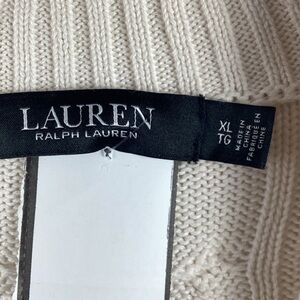 LAUREN
RALPH LAUREN
XL
TG
MADE IN
CHINA
FABRIQUÉ EN
CHINE